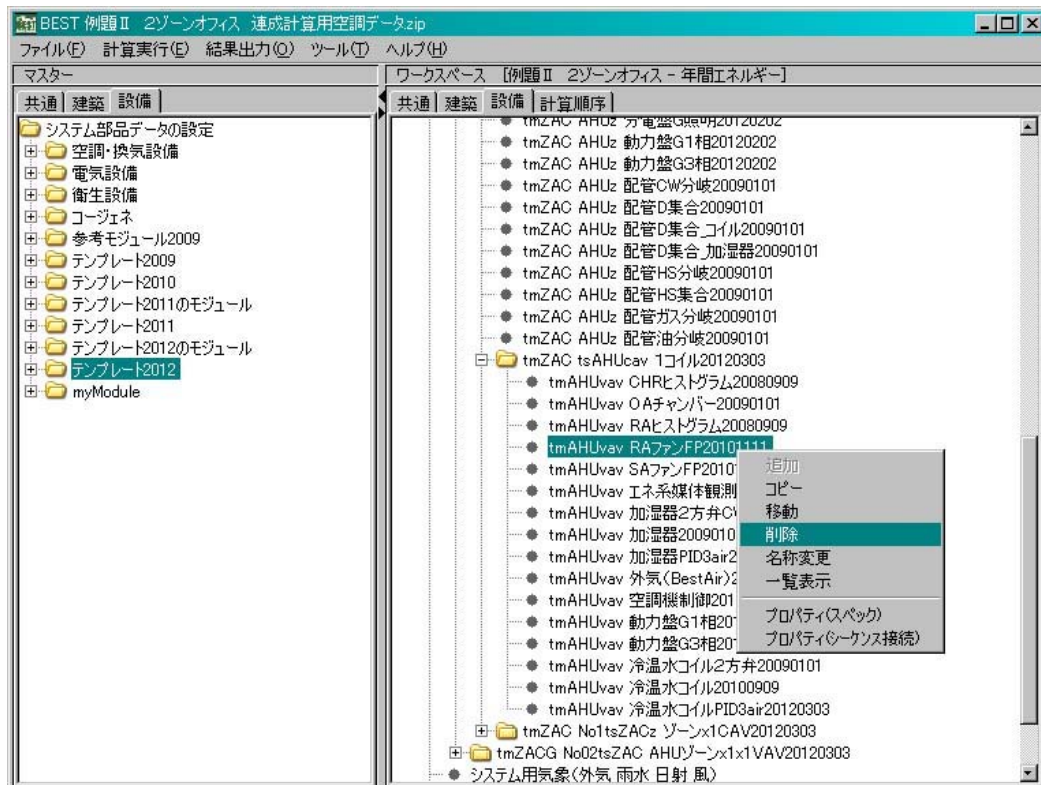 BEST 例題Ⅱ 2ゾーンオフィス 連成計算用空調データ.zip
ファイル(F) 計算実行(E) 結果出力(O) ツール(T) ヘルプ(H)
マスター
共通 建築 設備
システム部品データの設定
空調・換気設備
電気設備
衛生設備
コージェネ
参考モジュール2009
テンプレート2009
テンプレート2010
テンプレート2011のモジュール
テンプレート2011
テンプレート2012のモジュール
テンプレート2012
myModule
ワークスペース [例題Ⅱ 2ゾーンオフィス - 年間エネルギー]
共通 建築 設備 計算順序
tmZAC AHUz 分電盤G照明20120202
tmZAC AHUz 動力盤G1相20120202
tmZAC AHUz 動力盤G3相20120202
tmZAC AHUz 配管CW分岐20090101
tmZAC AHUz 配管D集合20090101
tmZAC AHUz 配管D集合_コイル20090101
tmZAC AHUz 配管D集合_加湿器20090101
tmZAC AHUz 配管HS分岐20090101
tmZAC AHUz 配管HS集合20090101
tmZAC AHUz 配管ガス分岐20090101
tmZAC AHUz 配管油分岐20090101
tmZAC tsAHUcav 1コイル20120303
tmAHUvav CHRヒストグラム20080909
tmAHUvav OAチャンバー20090101
tmAHUvav RAヒストグラム20080909
tmAHUvav RAファンFP20101111
tmAHUvav SAファンFP2010
tmAHUvav エネ系媒体観測
tmAHUvav 加湿器2方弁C
tmAHUvav 加湿器2009010
tmAHUvav 加湿器PID3air2
tmAHUvav 外気(BestAir)2
tmAHUvav 空調機制御201
tmAHUvav 動力盤G1相20
tmAHUvav 動力盤G3相20
tmAHUvav 冷温水コイル2方弁20090101
tmAHUvav 冷温水コイル20100909
tmAHUvav 冷温水コイルPID3air20120303
tmZAC No1tsZACz ゾーンx1CAV20120303
tmZACG No02tsZAC AHUゾーンx1x1VAV20120303
システム用気象(外気 雨水 日射 風)
追加
コピー
移動
削除
名称変更
一覧表示
プロパティ(スペック)
プロパティ(シーケンス接続)